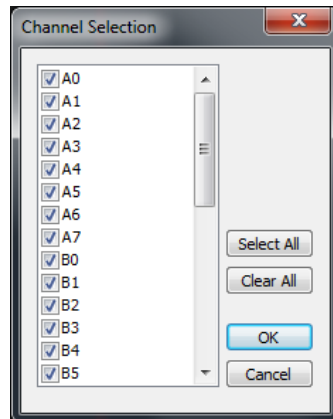 Channel Selection
A0
A1
A2
A3
A4
A5
A6
A7
B0
B1
B2
B3
B4
B5
Select All
Clear All
OK
Cancel